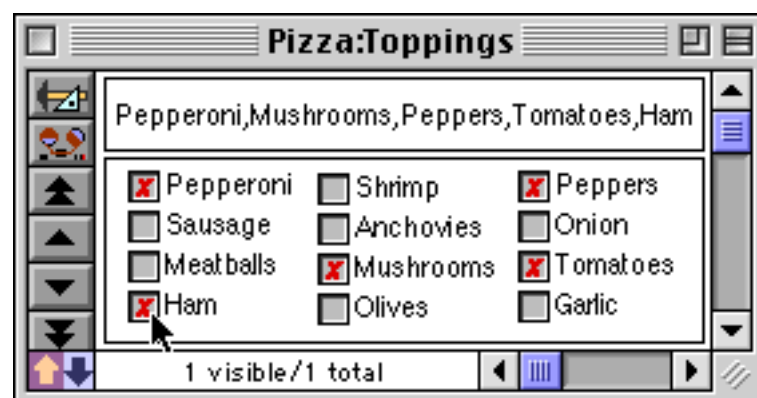 Pizza:Toppings
Pepperoni,Mushrooms,Peppers,Tomatoes,Ham
Pepperoni Shrimp Peppers
Sausage Anchovies Onion
Meatballs Mushrooms Tomatoes
Ham Olives Garlic
1 visible/1 total